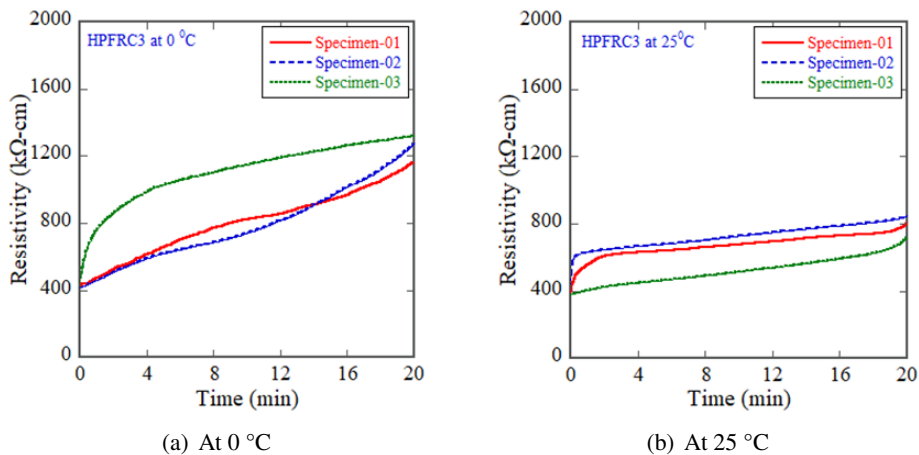 2000
1600
1200
800
400
0
Resistivity (kΩ-cm)
HPFRC3 at 0 ⁰C
Specimen-01
Specimen-02
Specimen-03
0 4 8 12 16 20
Time (min)
(a) At 0 °C
2000
1600
1200
800
400
0
Resistivity (kΩ-cm)
HPFRC3 at 25⁰C
Specimen-01
Specimen-02
Specimen-03
0 4 8 12 16 20
Time (min)
(b) At 25 °C